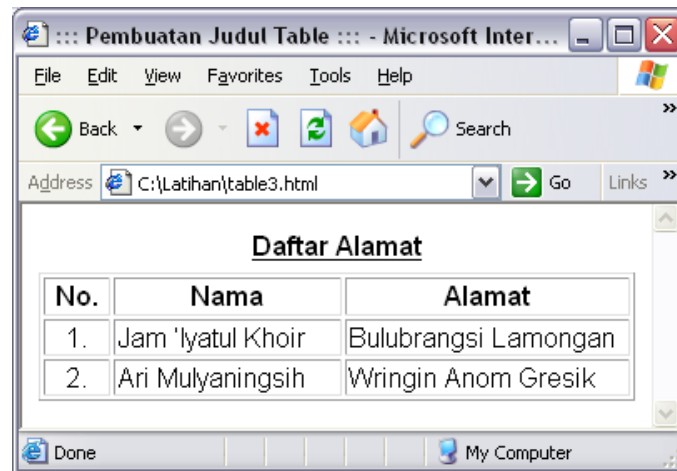 ::: Pembuatan Judul Table ::: - Microsoft Inter...
File Edit View Favorites Tools Help
Back Search »
Address C:\Latihan\table3.html Go Links »
Daftar Alamat
No. Nama Alamat
1. Jam 'Iyatul Khoir Bulubrangsi Lamongan
2. Ari Mulyaningsih Wringin Anom Gresik
Done My Computer